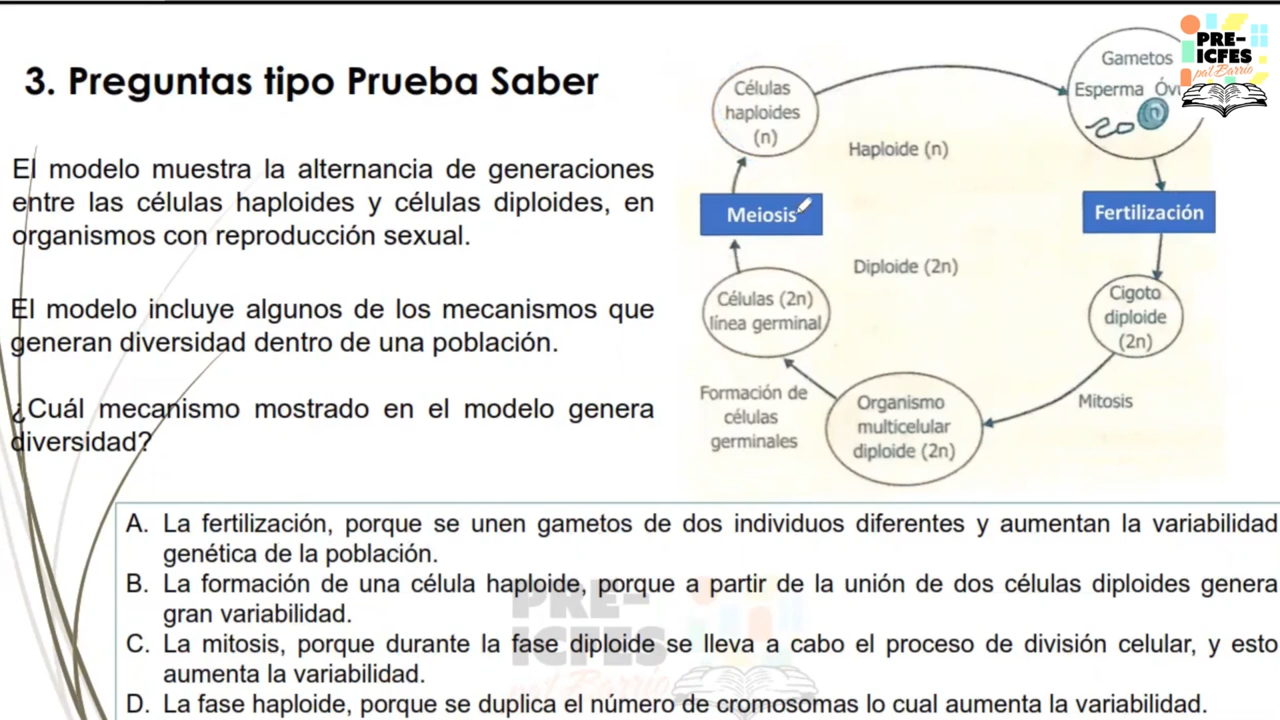 3. Preguntas tipo Prueba Saber
El modelo muestra la alternancia de generaciones
entre las células haploides y células diploides, en
organismos con reproducción sexual.
El modelo incluye algunos de los mecanismos que
generan diversidad dentro de una población.
¿Cuál mecanismo mostrado en el modelo genera
diversidad?
Células
haploides
(n)
Haploide (n)
Gametos
Esperma
PRE-
ICFES
pa'l Barrio
Meiosis
Fertilización
Diploide (2n)
Células (2n)
línea germinal
Cigoto
diploide
(2n)
Formación de
células
germinales
Organismo
multicelular
diploide (2n)
Mitosis
A. La fertilización, porque se unen gametos de dos individuos diferentes y aumentan la variabilidad
genética de la población.
B. La formación de una célula haploide, porque a partir de la unión de dos células diploides genera
gran variabilidad.
C. La mitosis, porque durante la fase diploide se lleva a cabo el proceso de división celular, y esto
aumenta la variabilidad.
D. La fase haploide, porque se duplica el número de cromosomas lo cual aumenta la variabilidad.
PRE-
ICFES
pa'l Barrio